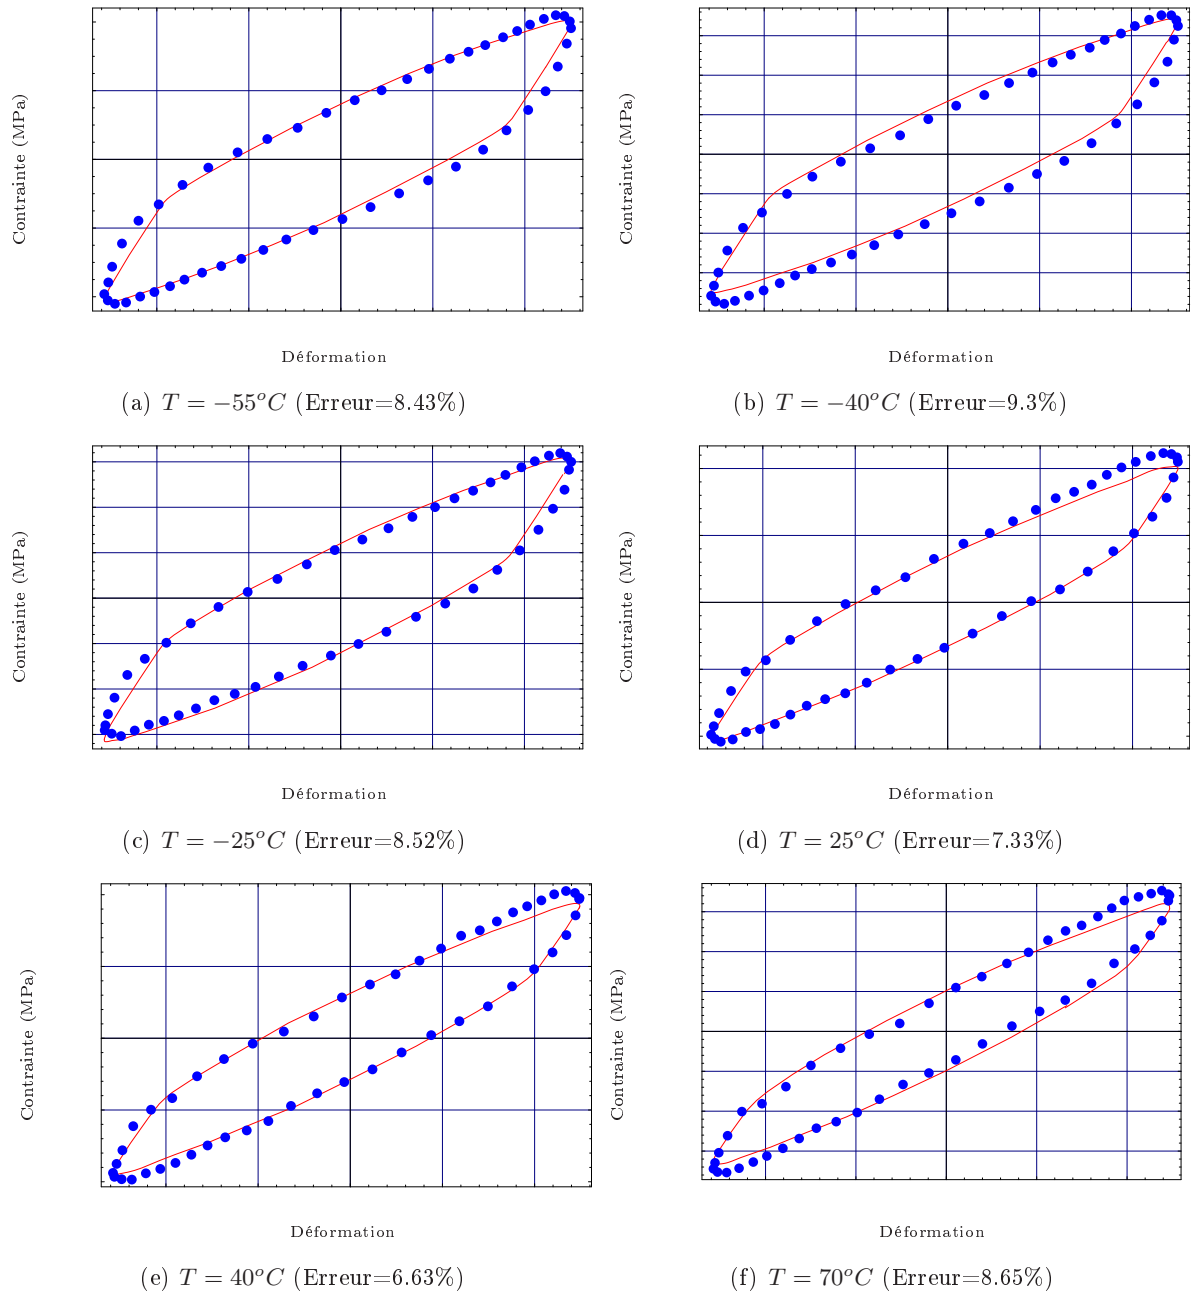 Contrainte (MPa)
Contrainte (MPa)
Déformation
Déformation
(a) T = −55°C (Erreur=8.43%)
(b) T = −40°C (Erreur=9.3%)
Contrainte (MPa)
Contrainte (MPa)
Déformation
Déformation
(c) T = −25°C (Erreur=8.52%)
(d) T = 25°C (Erreur=7.33%)
Contrainte (MPa)
Contrainte (MPa)
Déformation
Déformation
(e) T = 40°C (Erreur=6.63%)
(f) T = 70°C (Erreur=8.65%)